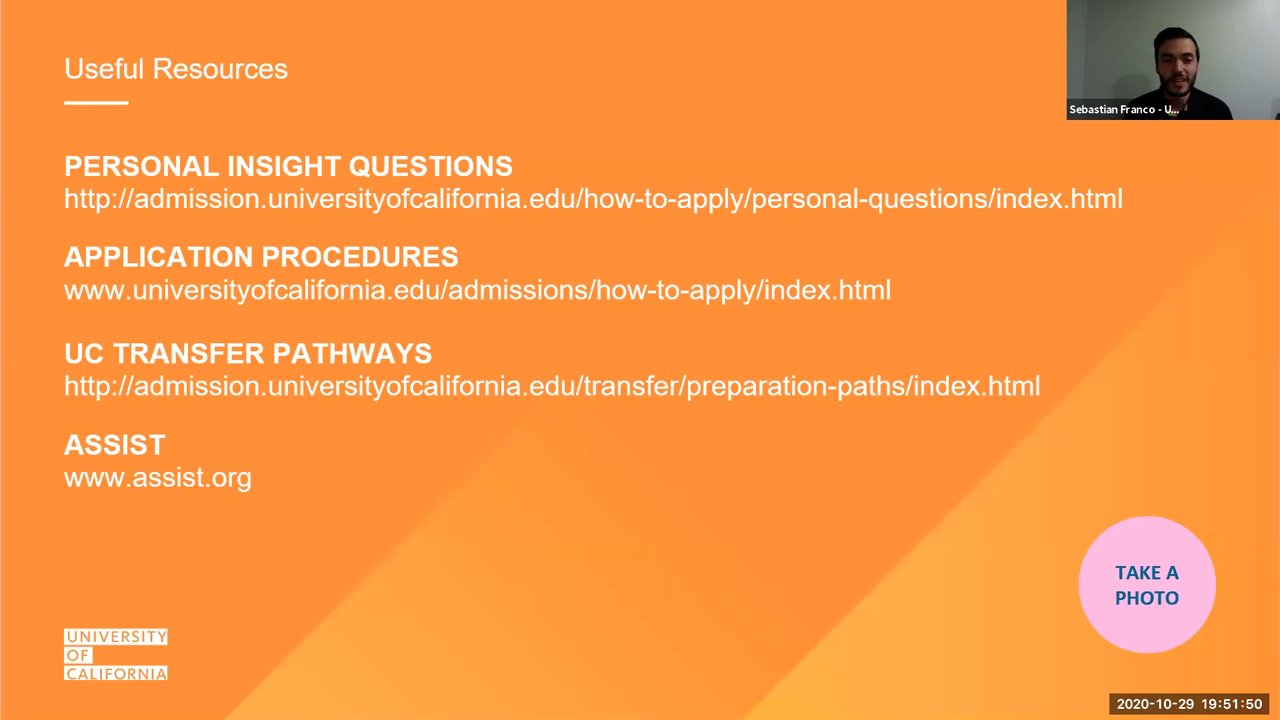 Useful Resources
Sebastian Franco - U...
PERSONAL INSIGHT QUESTIONS
http://admission.universityofcalifornia.edu/how-to-apply/personal-questions/index.html
APPLICATION PROCEDURES
www.universityofcalifornia.edu/admissions/how-to-apply/index.html
UC TRANSFER PATHWAYS
http://admission.universityofcalifornia.edu/transfer/preparation-paths/index.html
ASSIST
www.assist.org
TAKE A
PHOTO
UNIVERSITY
OF
CALIFORNIA
2020-10-29 19:51:50